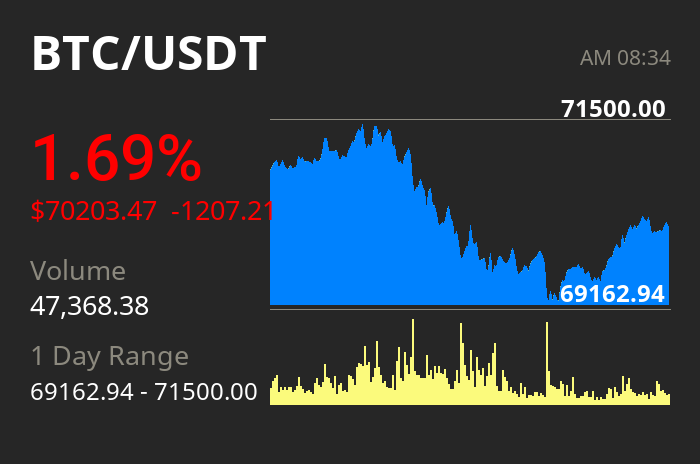 BTC/USDT
AM 08:34
71500.00
1.69%
$70203.47 -1207.21
Volume
47,368.38
69162.94
1 Day Range
69162.94 - 71500.00